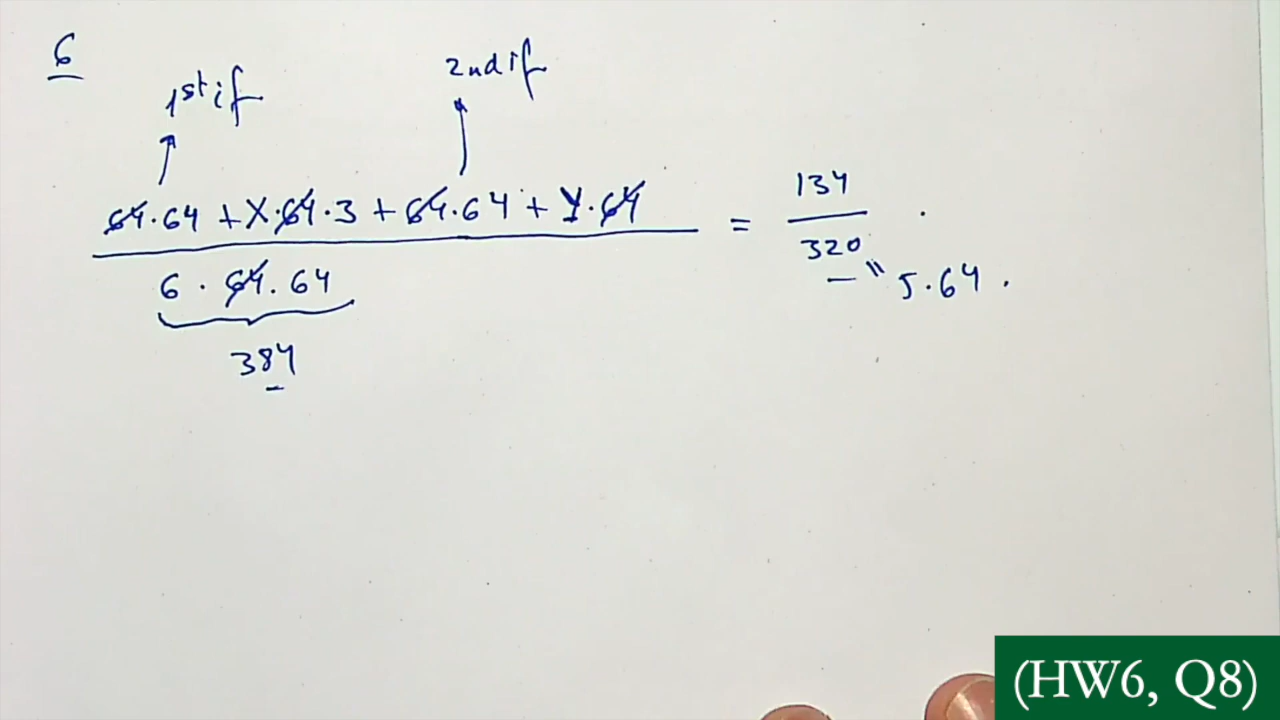 6
1st if
2nd if
64·64 + X·64·3 + 64·64 + Y·64
6 · 64 · 64
384
=
134
320
" 5·64 .
(HW6, Q8)